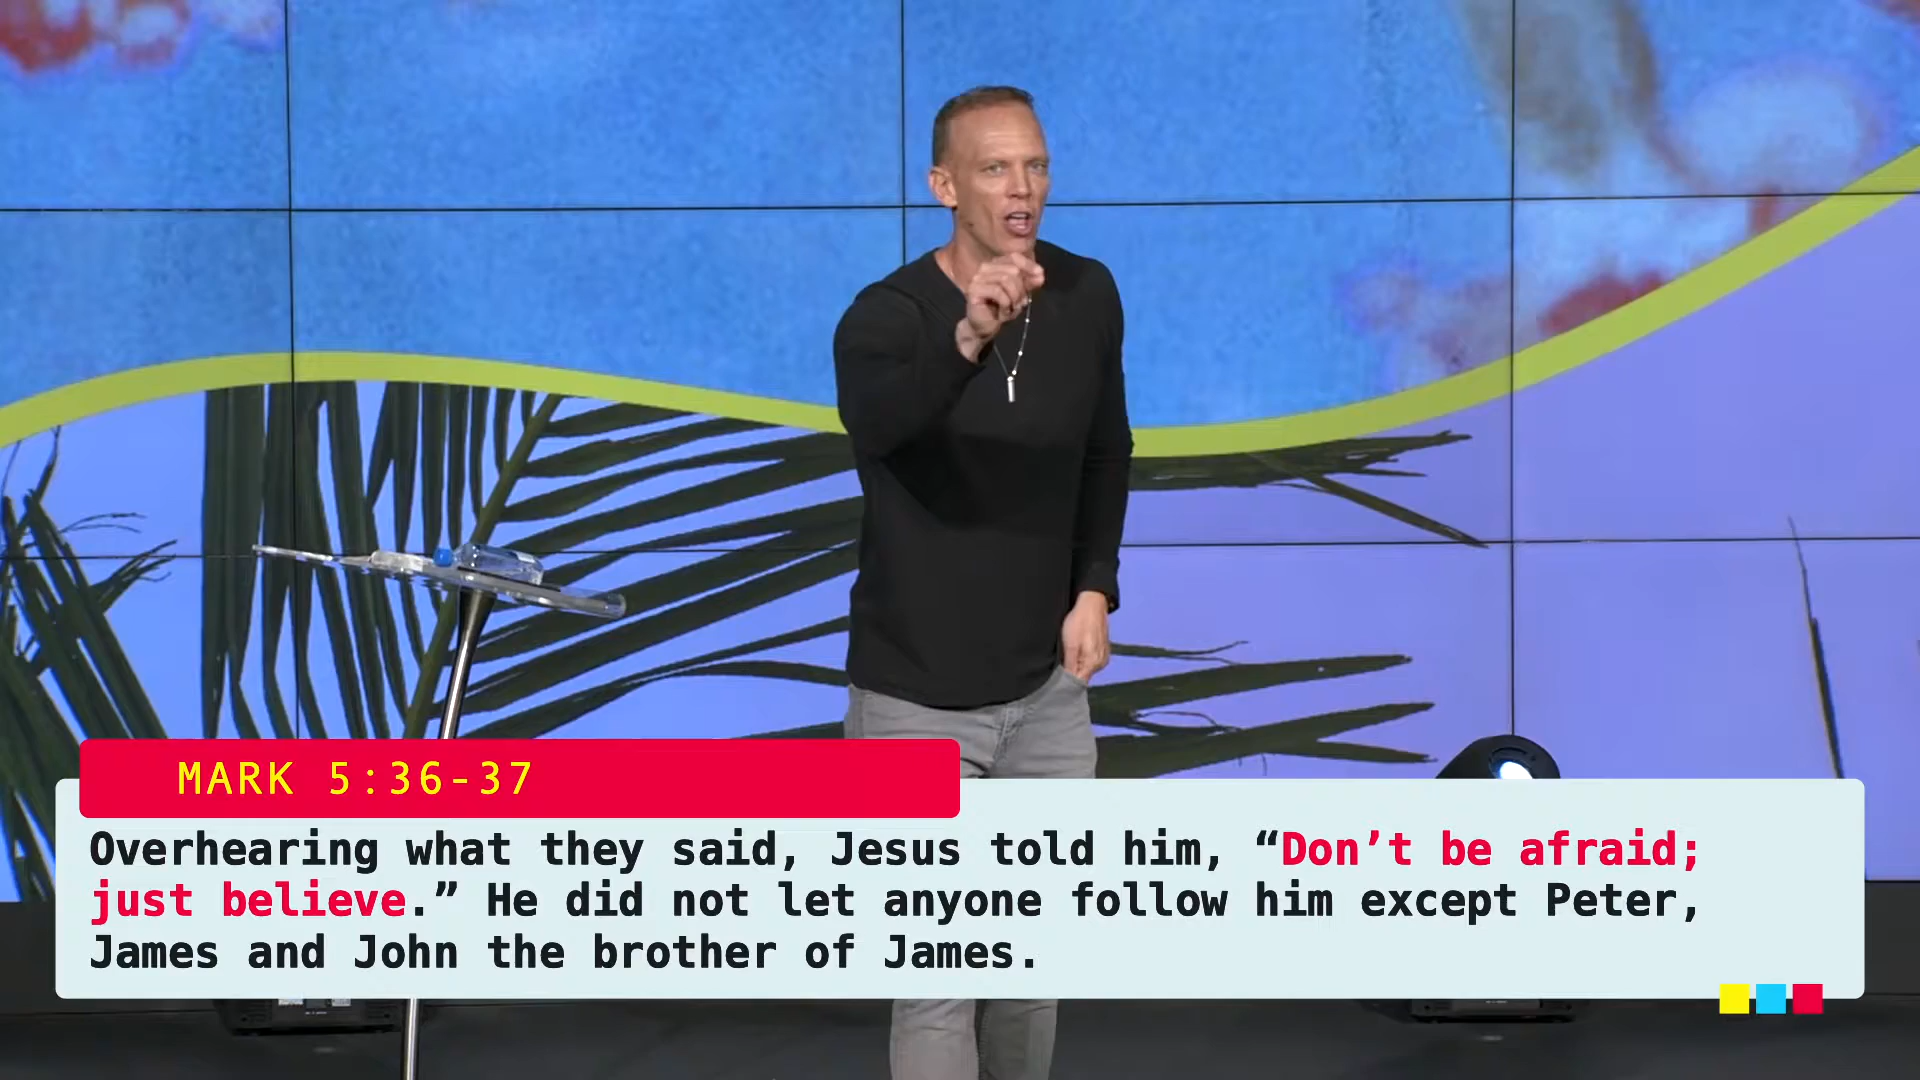 MARK 5:36-37
Overhearing what they said, Jesus told him, “Don’t be afraid;
just believe.” He did not let anyone follow him except Peter,
James and John the brother of James.